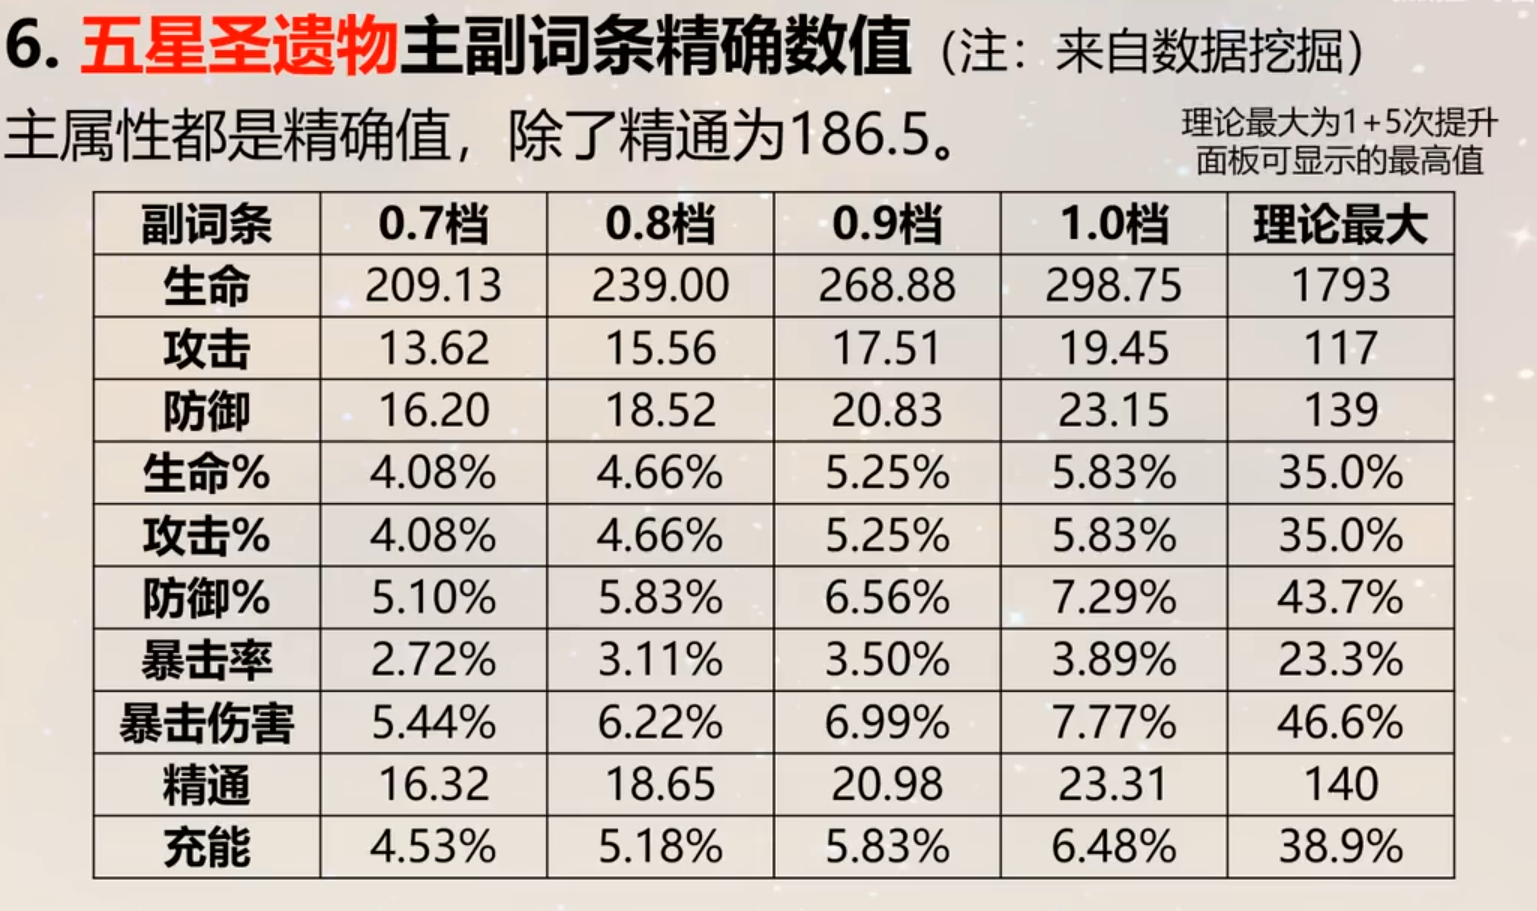 6. 五星圣遗物主副词条精确数值（注：来自数据挖掘）
主属性都是精确值，除了精通为186.5。
理论最大为1+5次提升
面板可显示的最高值
副词条 0.7档 0.8档 0.9档 1.0档 理论最大
生命 209.13 239.00 268.88 298.75 1793
攻击 13.62 15.56 17.51 19.45 117
防御 16.20 18.52 20.83 23.15 139
生命% 4.08% 4.66% 5.25% 5.83% 35.0%
攻击% 4.08% 4.66% 5.25% 5.83% 35.0%
防御% 5.10% 5.83% 6.56% 7.29% 43.7%
暴击率 2.72% 3.11% 3.50% 3.89% 23.3%
暴击伤害 5.44% 6.22% 6.99% 7.77% 46.6%
精通 16.32 18.65 20.98 23.31 140
充能 4.53% 5.18% 5.83% 6.48% 38.9%